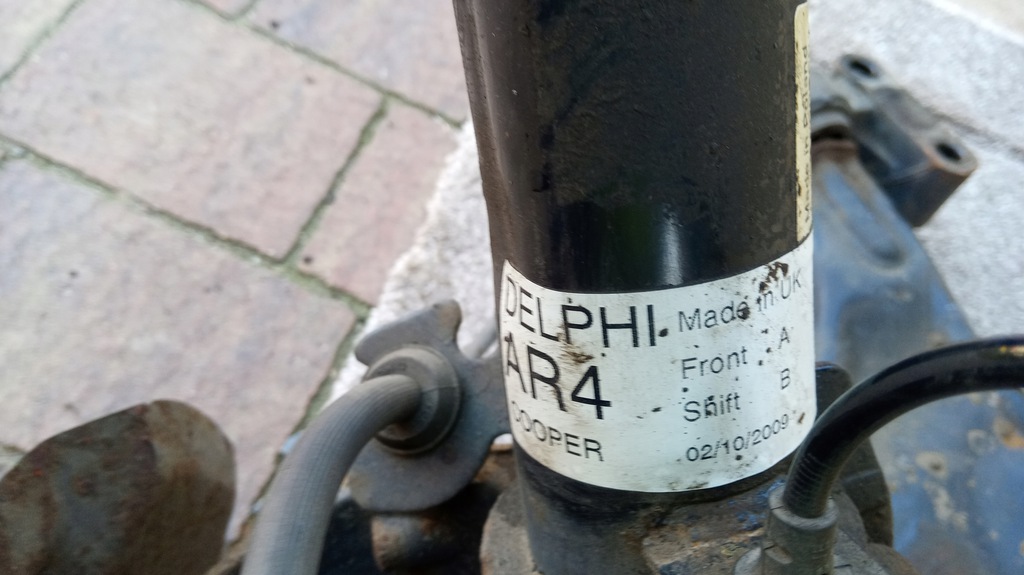 DELPHI
AR4
COOPER
Made in UK
Front A
Shift B
02/10/2009